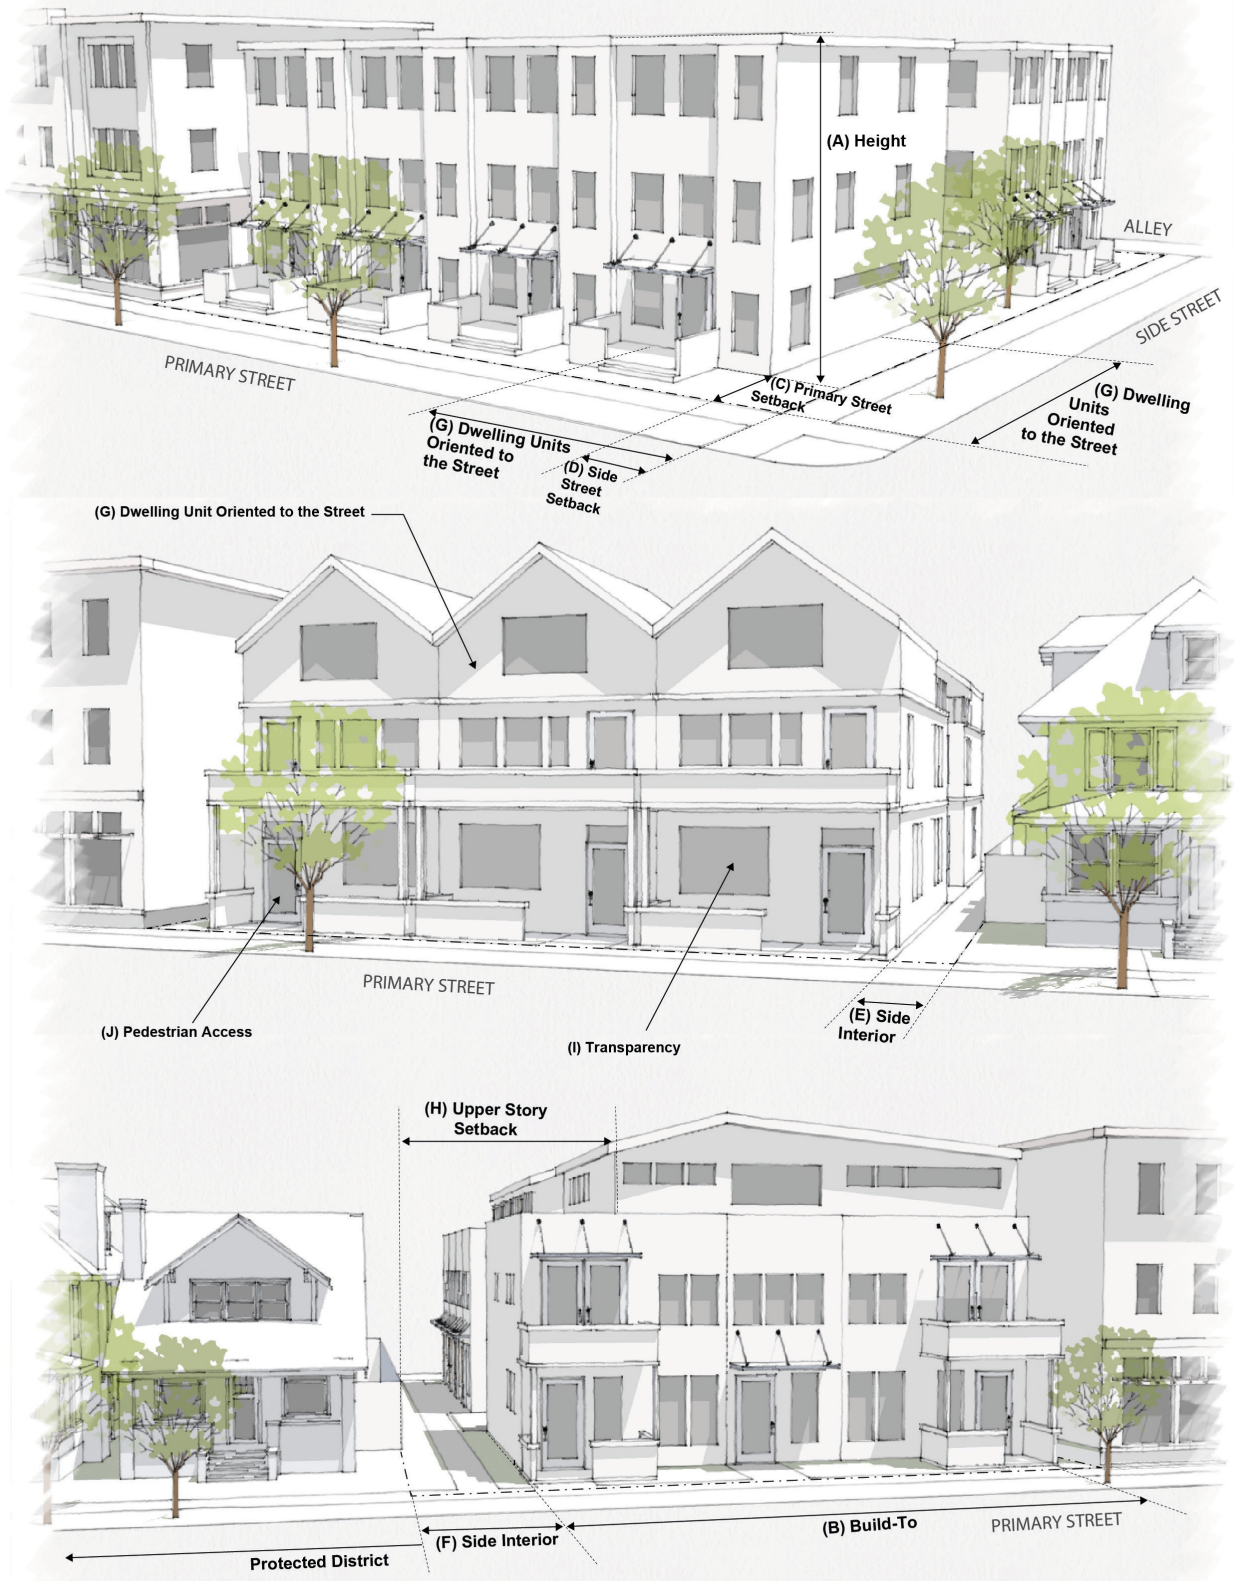 (A) Height
ALLEY
SIDE STREET
PRIMARY STREET
(C) Primary Street
Setback
(G) Dwelling
Units
Oriented
to the Street
(G) Dwelling Units
Oriented to
the Street
(D) Side
Street
Setback
(G) Dwelling Unit Oriented to the Street
PRIMARY STREET
(J) Pedestrian Access
(I) Transparency
(E) Side
Interior
(H) Upper Story
Setback
(B) Build-To
PRIMARY STREET
(F) Side Interior
Protected District